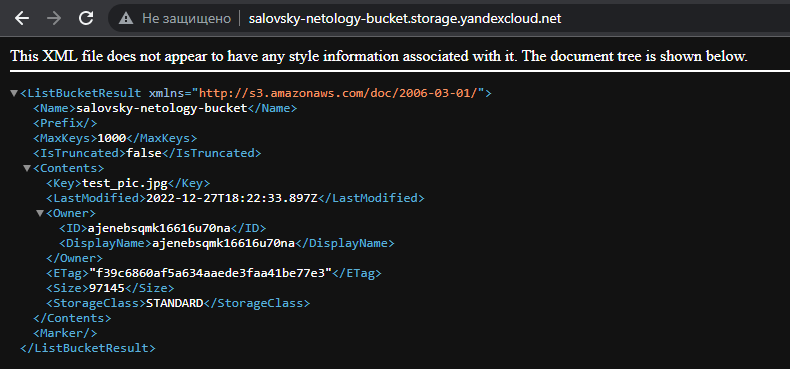 Не защищено salovsky-netology-bucket.storage.yandexcloud.net
This XML file does not appear to have any style information associated with it. The document tree is shown below.
▼<ListBucketResult xmlns="http://s3.amazonaws.com/doc/2006-03-01/">
<Name>salovsky-netology-bucket</Name>
<Prefix/>
<MaxKeys>1000</MaxKeys>
<IsTruncated>false</IsTruncated>
▼<Contents>
<Key>test_pic.jpg</Key>
<LastModified>2022-12-27T18:22:33.897Z</LastModified>
▼<Owner>
<ID>ajenebsqmk16616u70na</ID>
<DisplayName>ajenebsqmk16616u70na</DisplayName>
</Owner>
<ETag>"f39c6860af5a634aaede3faa41be77e3"</ETag>
<Size>97145</Size>
<StorageClass>STANDARD</StorageClass>
</Contents>
<Marker/>
</ListBucketResult>